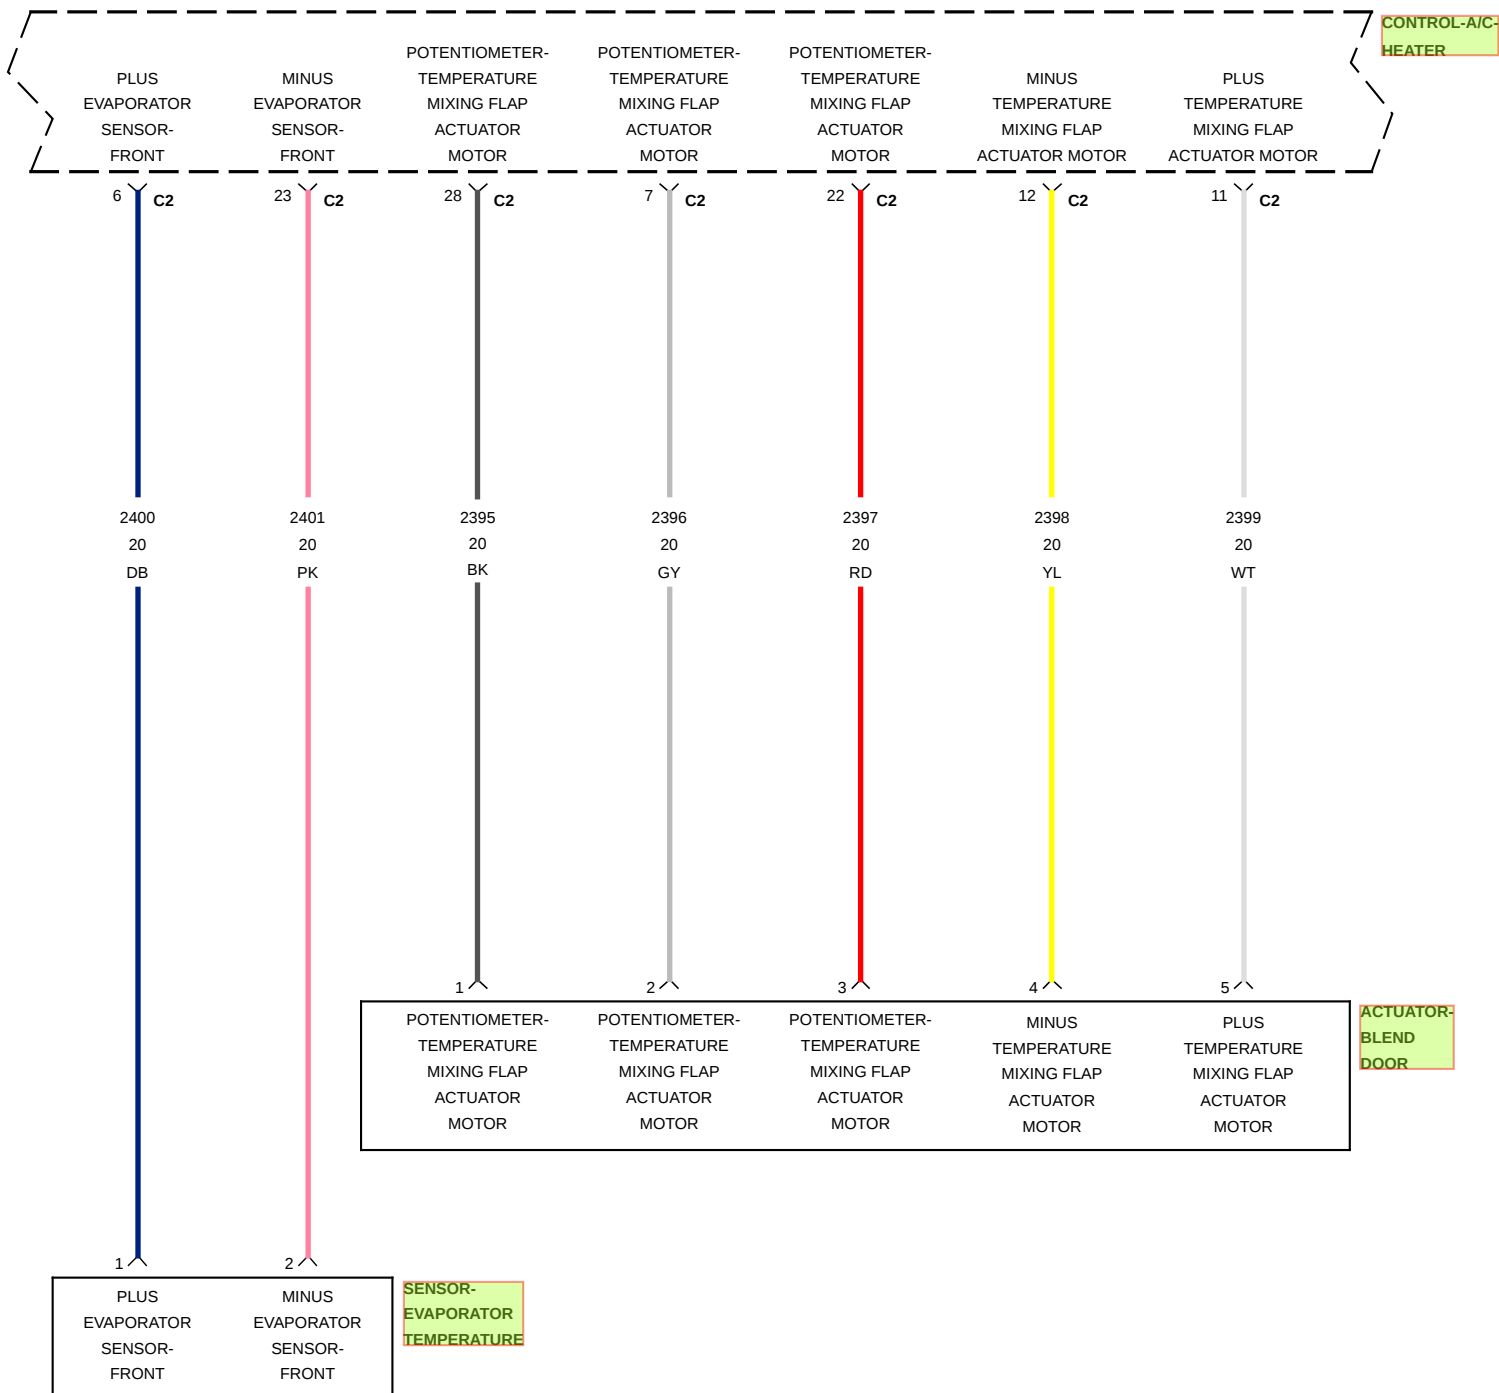 CONTROL-A/C-
HEATER
PLUS
EVAPORATOR
SENSOR-
FRONT
MINUS
EVAPORATOR
SENSOR-
FRONT
POTENTIOMETER-
TEMPERATURE
MIXING FLAP
ACTUATOR
MOTOR
POTENTIOMETER-
TEMPERATURE
MIXING FLAP
ACTUATOR
MOTOR
POTENTIOMETER-
TEMPERATURE
MIXING FLAP
ACTUATOR
MOTOR
MINUS
TEMPERATURE
MIXING FLAP
ACTUATOR MOTOR
PLUS
TEMPERATURE
MIXING FLAP
ACTUATOR MOTOR
6 C2
23 C2
28 C2
7 C2
22 C2
12 C2
11 C2
2400
20
DB
2401
20
PK
2395
20
BK
2396
20
GY
2397
20
RD
2398
20
YL
2399
20
WT
1
2
3
4
5
POTENTIOMETER-
TEMPERATURE
MIXING FLAP
ACTUATOR
MOTOR
POTENTIOMETER-
TEMPERATURE
MIXING FLAP
ACTUATOR
MOTOR
POTENTIOMETER-
TEMPERATURE
MIXING FLAP
ACTUATOR
MOTOR
MINUS
TEMPERATURE
MIXING FLAP
ACTUATOR
MOTOR
PLUS
TEMPERATURE
MIXING FLAP
ACTUATOR
MOTOR
ACTUATOR-
BLEND
DOOR
1
2
PLUS
EVAPORATOR
SENSOR-
FRONT
MINUS
EVAPORATOR
SENSOR-
FRONT
SENSOR-
EVAPORATOR
TEMPERATURE